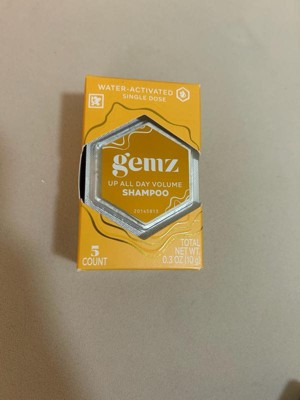 WATER-ACTIVATED
SINGLE DOSE
gemz
UP ALL DAY VOLUME
SHAMPOO
5
COUNT
TOTAL
NET WT.
0.3 OZ (10 g)